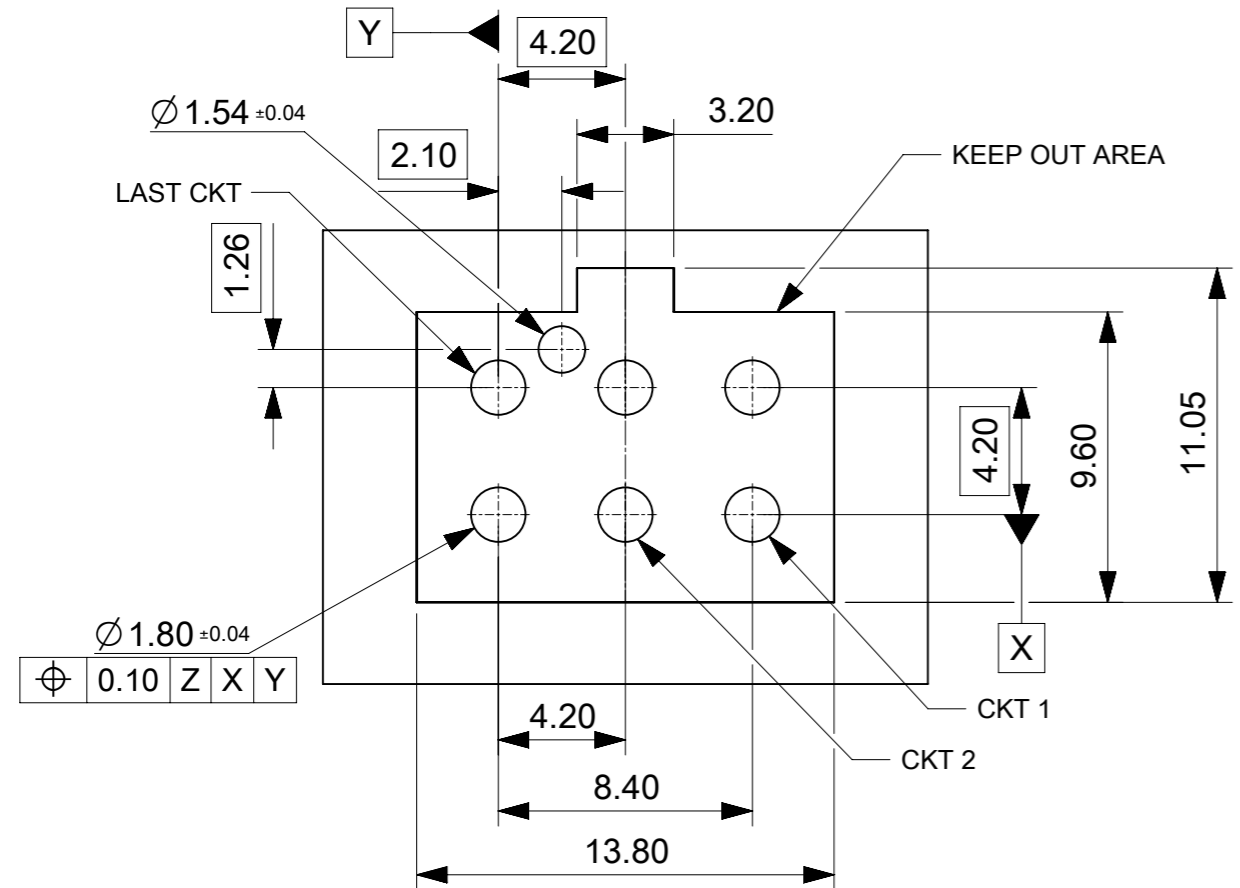 Y
4.20
Ø 1.54 ±0.04
3.20
2.10
KEEP OUT AREA
LAST CKT
1.26
4.20
9.60
11.05
Ø 1.80 ±0.04
⌖ 0.10 Z X Y
X
CKT 1
4.20
CKT 2
8.40
13.80